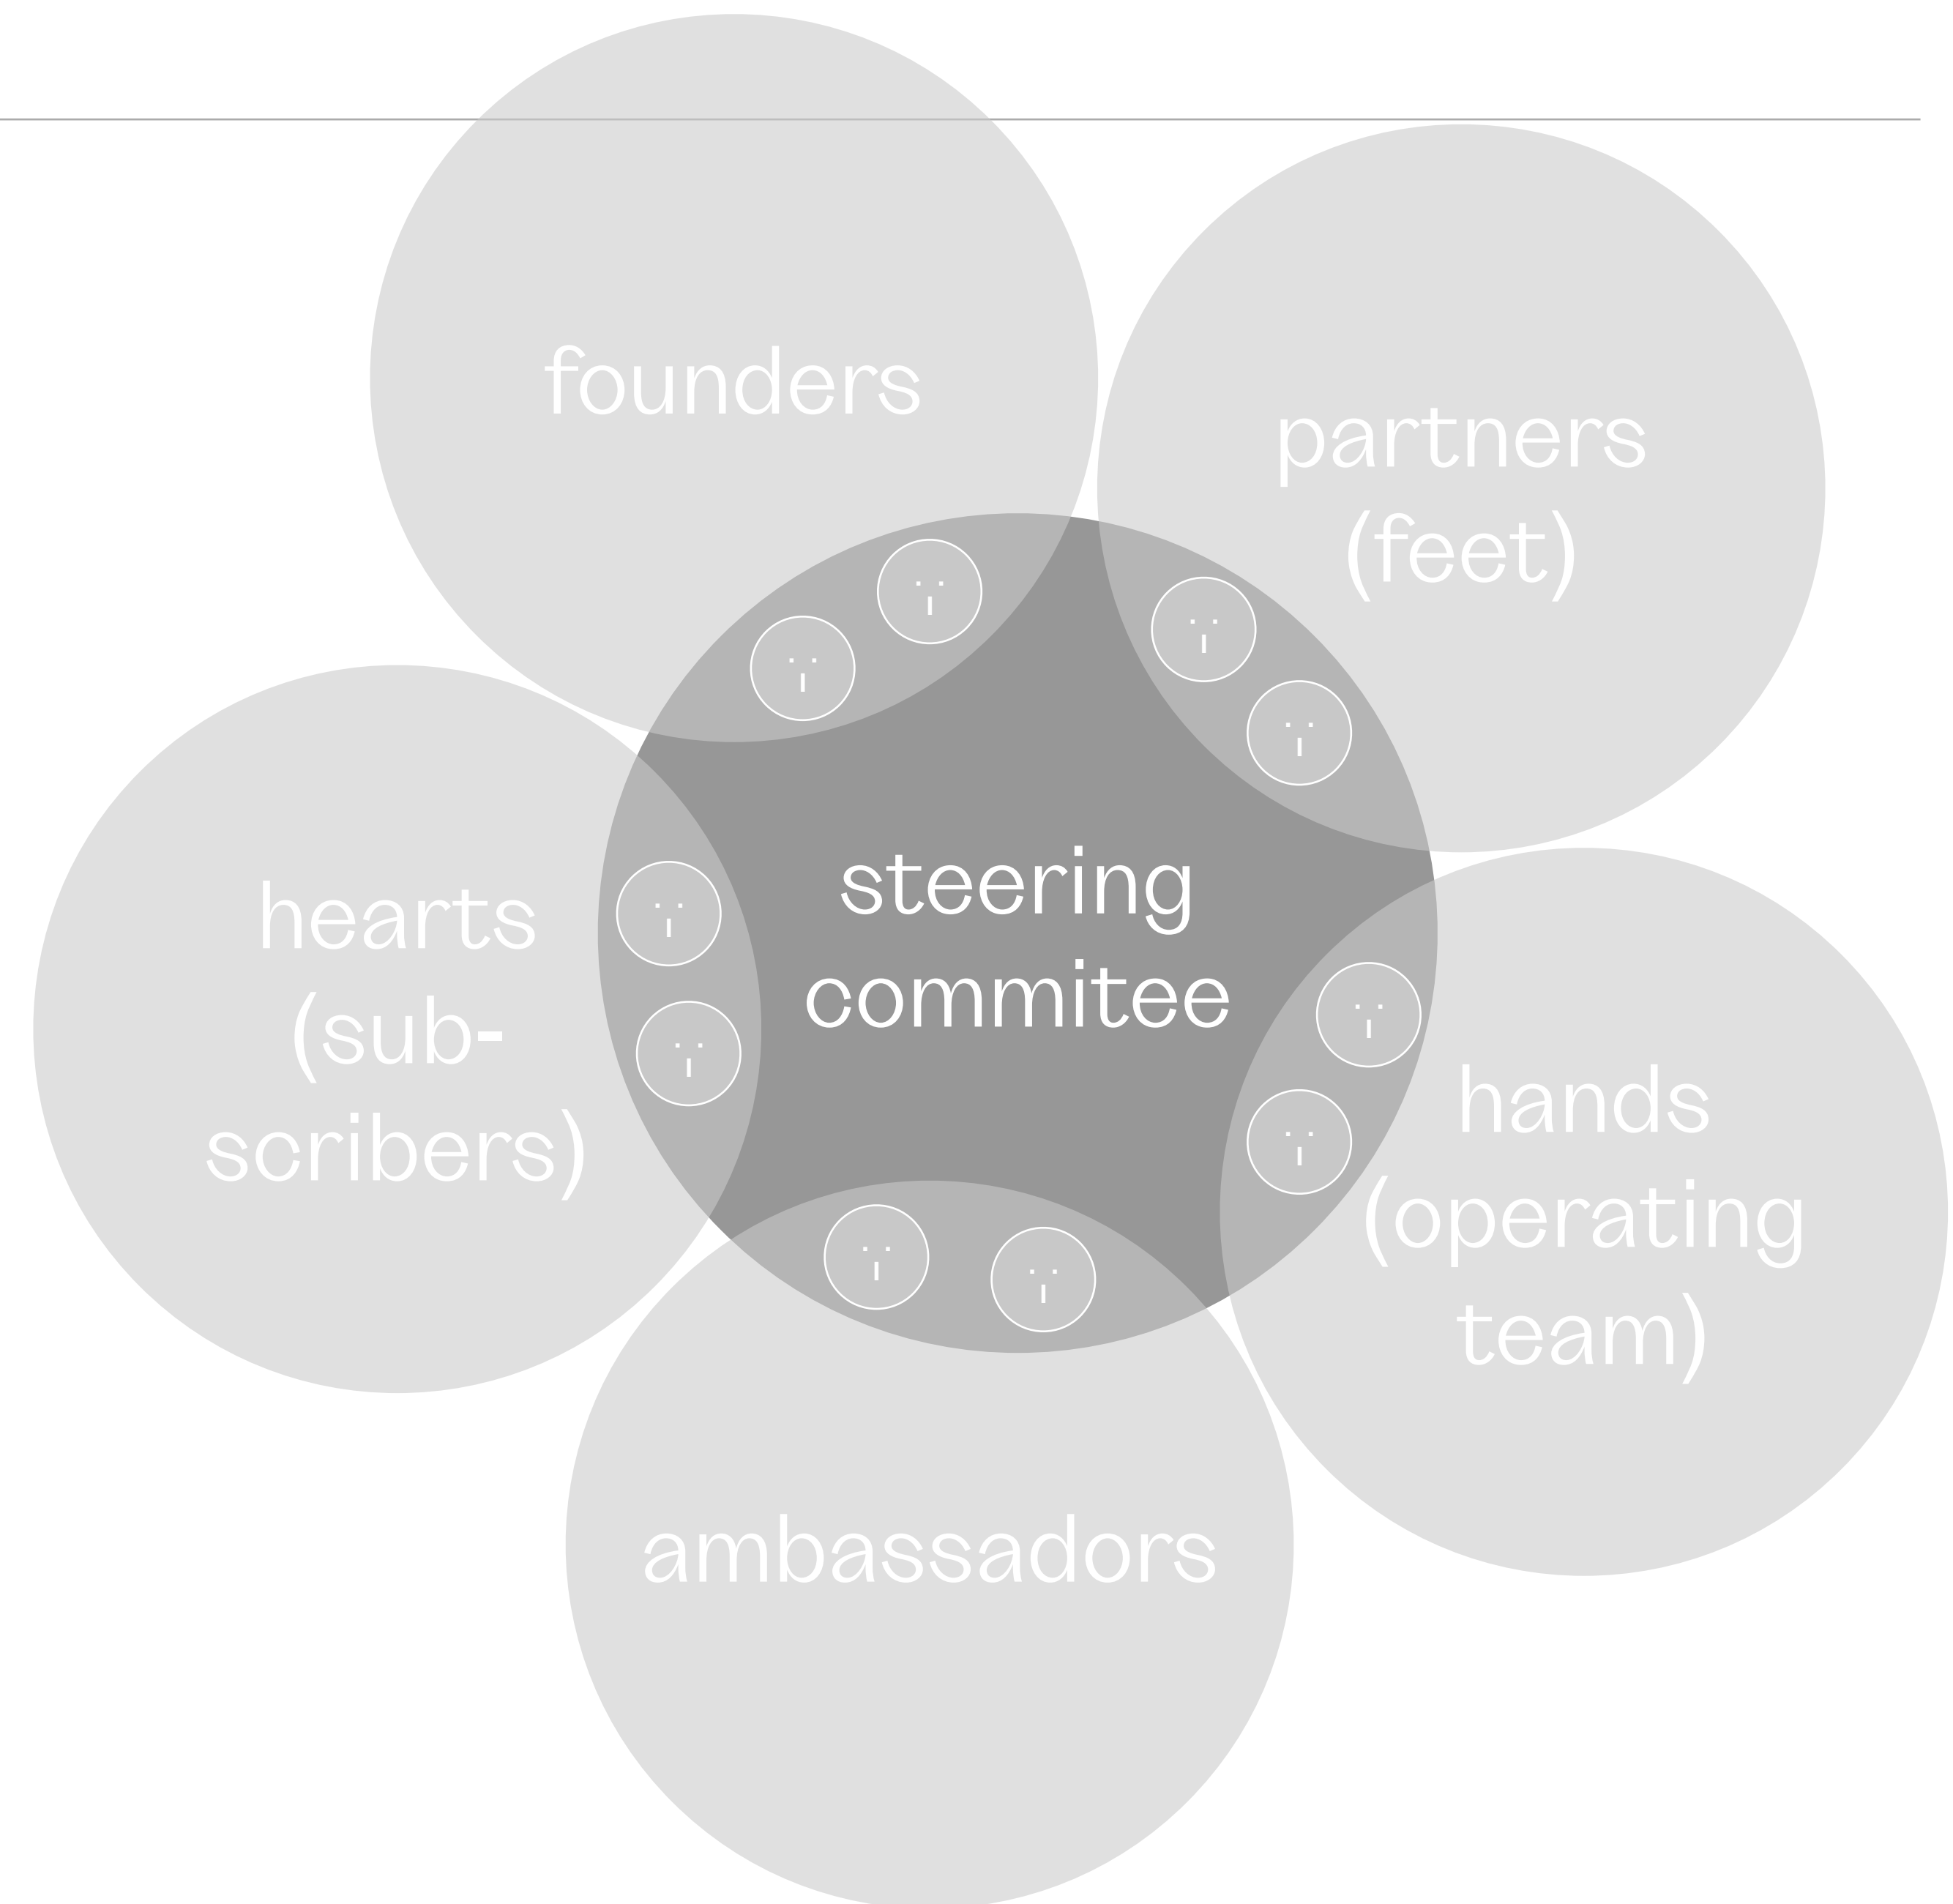 founders
partners
(feet)
steering
commitee
hearts
(sub-
scribers)
hands
(operating
team)
ambassadors